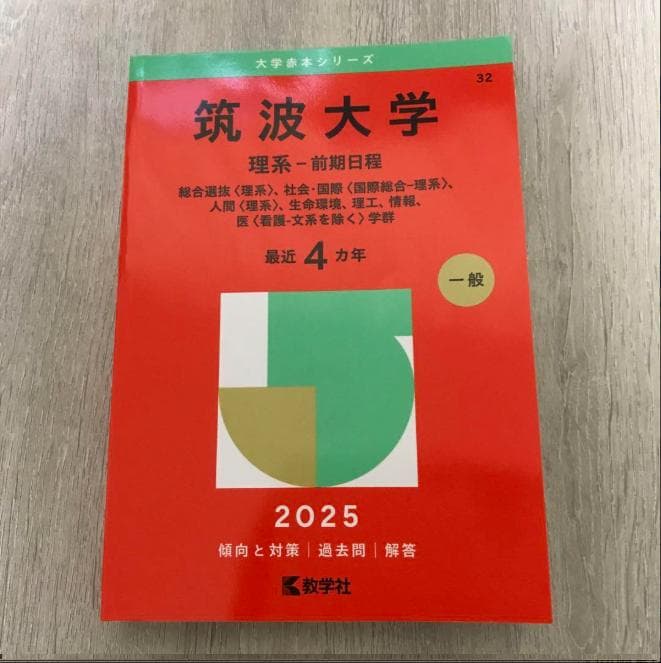 大学赤本シリーズ
32
筑波大学
理系－前期日程
総合選抜〈理系〉、社会・国際〈国際総合-理系〉、
人間〈理系〉、生命環境、理工、情報、
医〈看護-文系を除く〉学群
最近4カ年
一般
2025
傾向と対策｜過去問｜解答
教学社